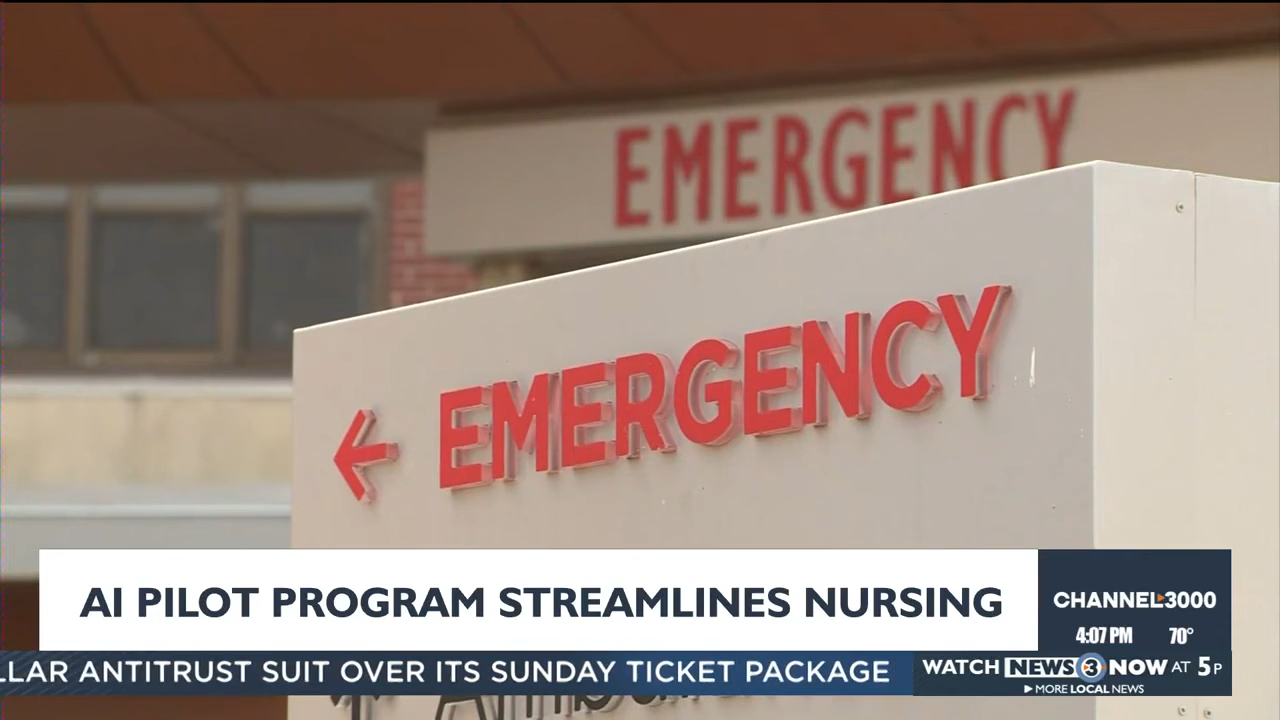 EMERGENCY
← EMERGENCY
AI PILOT PROGRAM STREAMLINES NURSING
CHANNEL3000
4:07 PM 70°
LLAR ANTITRUST SUIT OVER ITS SUNDAY TICKET PACKAGE
WATCH NEWS 3 NOW AT 5P
▶ MORE LOCAL NEWS